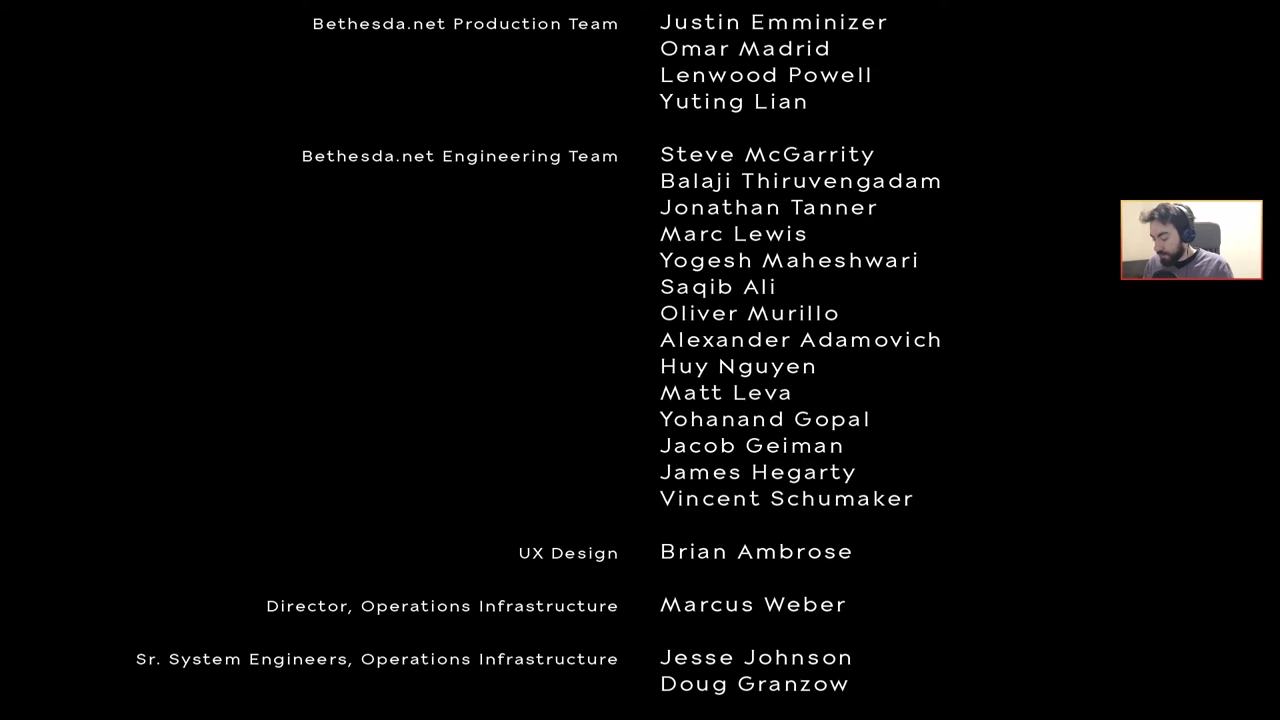 Bethesda.net Production Team Justin Emminizer
Omar Madrid
Lenwood Powell
Yuting Lian
Bethesda.net Engineering Team Steve McGarrity
Balaji Thiruvengadam
Jonathan Tanner
Marc Lewis
Yogesh Maheshwari
Saqib Ali
Oliver Murillo
Alexander Adamovich
Huy Nguyen
Matt Leva
Yohanand Gopal
Jacob Geiman
James Hegarty
Vincent Schumaker
UX Design Brian Ambrose
Director, Operations Infrastructure Marcus Weber
Sr. System Engineers, Operations Infrastructure Jesse Johnson
Doug Granzow